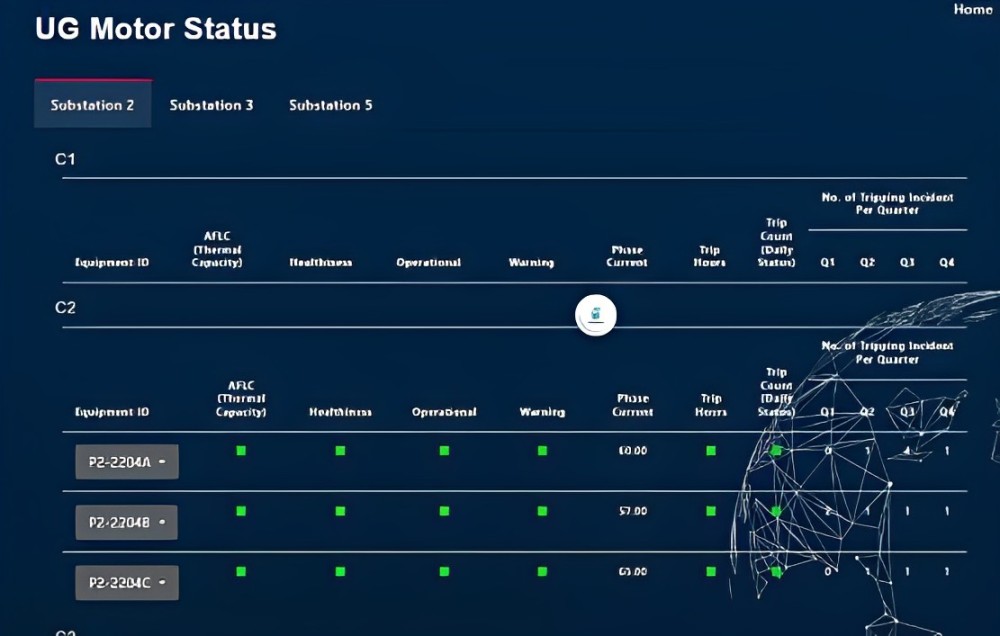 Home
UG Motor Status
Substation 2 Substation 3 Substation 5
C1
No. of Tripping Incident
Per Quarter
Equipment ID AFLC (Thermal Capacity) Healthiness Operational Warning Phase Current Trip Hours Trip Count (Daily Status) Q1 Q2 Q3 Q4
C2
No. of Tripping Incident
Per Quarter
Equipment ID AFLC (Thermal Capacity) Healthiness Operational Warning Phase Current Trip Hours Trip Count (Daily Status) Q1 Q2 Q3 Q4
P2-2204A 60.00 0 1 4 1
P2-2204B 57.00 1 1 1
P2-2204C 0 1 1 1